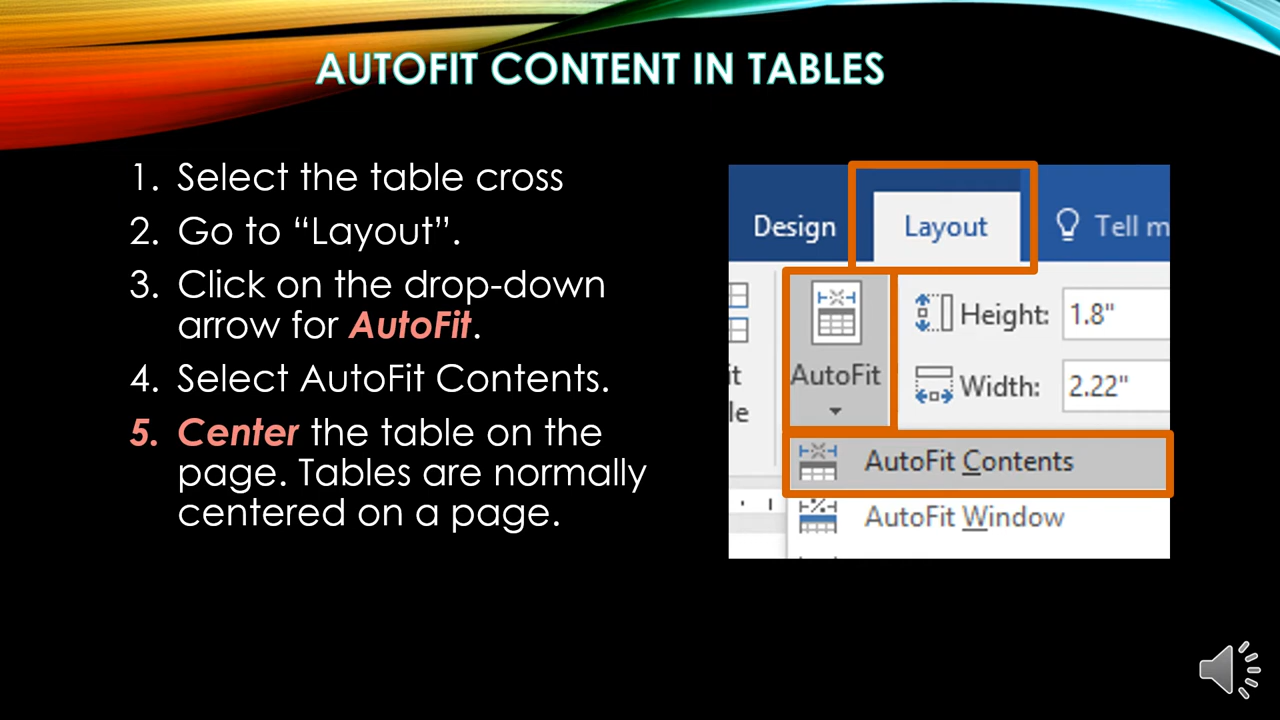 AUTOFIT CONTENT IN TABLES
1. Select the table cross
2. Go to “Layout”.
3. Click on the drop-down
arrow for AutoFit.
4. Select AutoFit Contents.
5. Center the table on the
page. Tables are normally
centered on a page.
Design Layout Tell m
AutoFit
Height: 1.8"
Width: 2.22"
it
le
AutoFit Contents
AutoFit Window